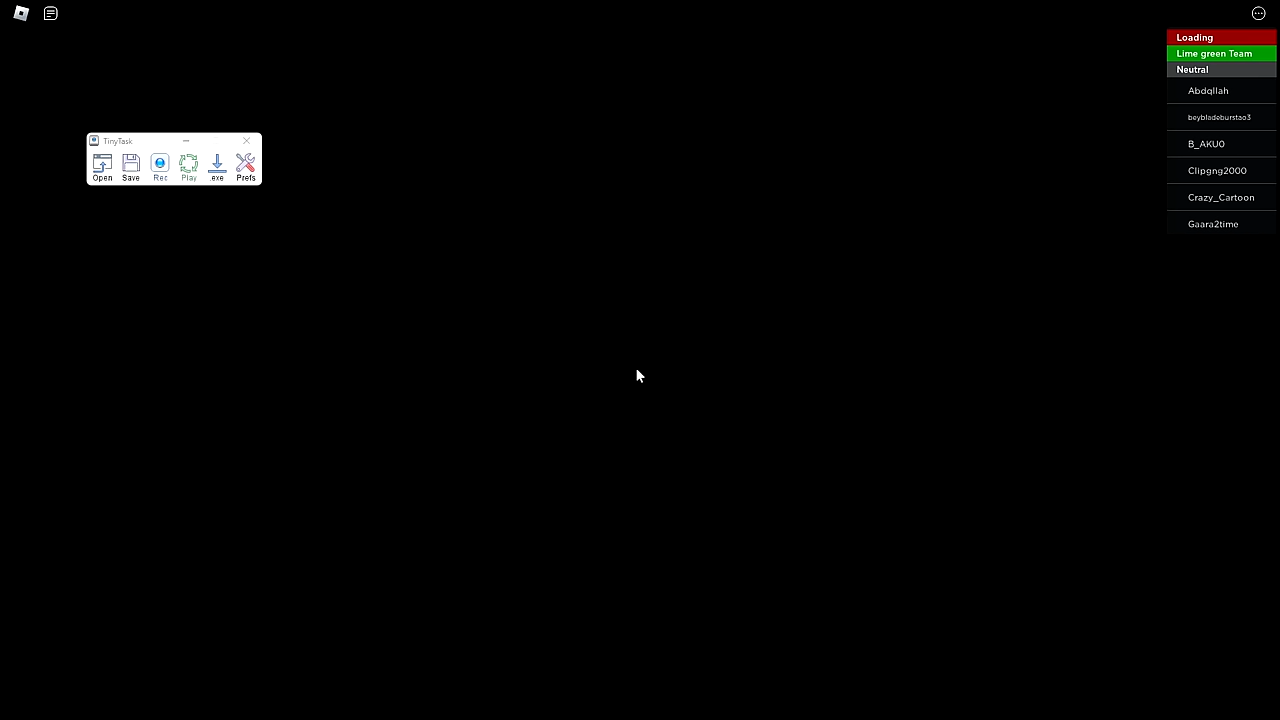 Loading
Lime green Team
Neutral
Abdqllah
beybladeburstao3
B_AKU0
Clipgng2000
Crazy_Cartoon
Gaara2time
TinyTask
Open Save Rec Play .exe Prefs